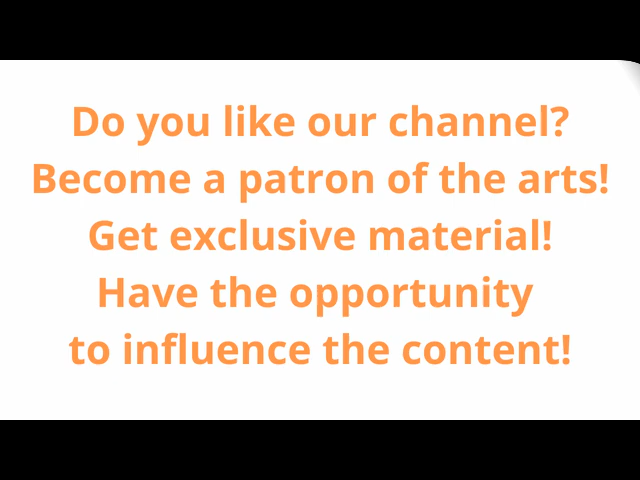 Do you like our channel?
Become a patron of the arts!
Get exclusive material!
Have the opportunity
to influence the content!